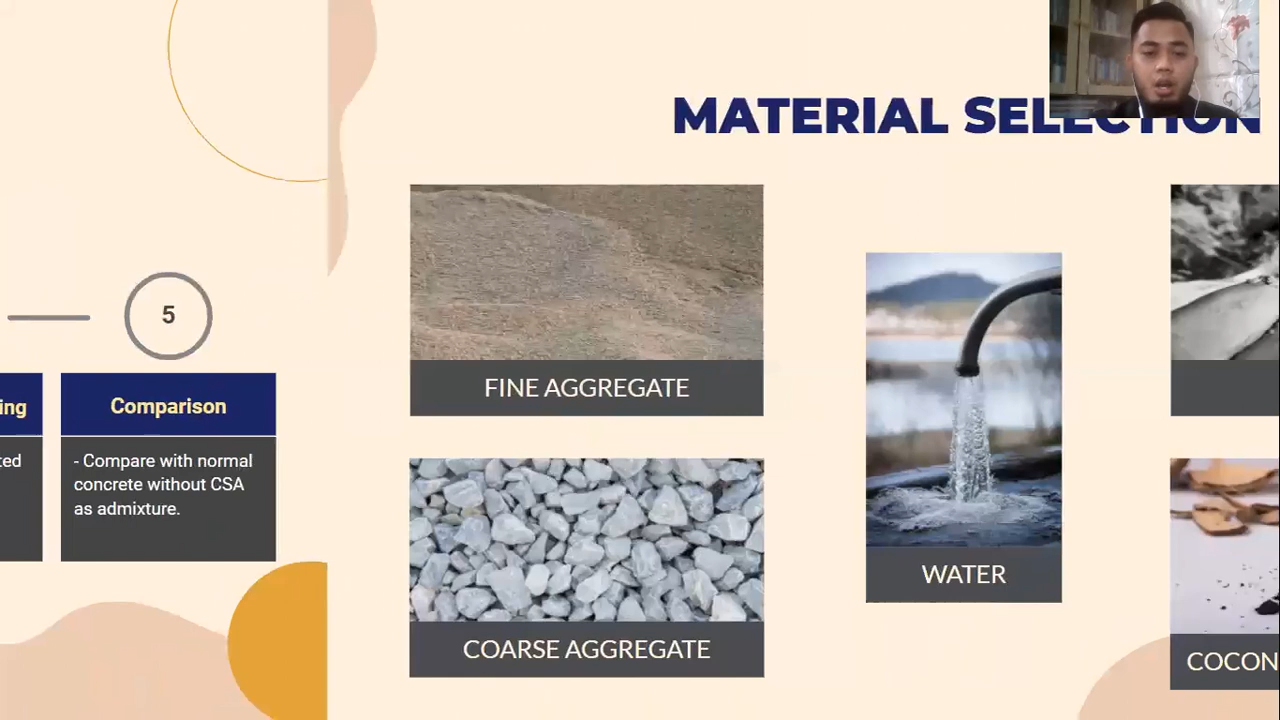 MATERIAL SELECTION
5
ing
Comparison
ted
- Compare with normal
concrete without CSA
as admixture.
FINE AGGREGATE
COARSE AGGREGATE
WATER
COCON